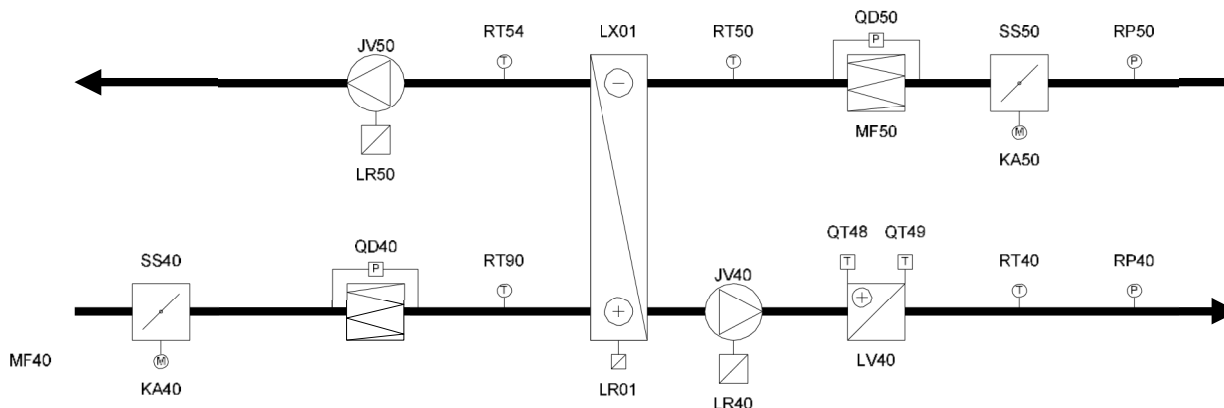 QD50
RT54 LX01 RT50 SS50 RP50
JV50
P
T T P
MF50 M
KA50
LR50
QT48 QT49
QD40
SS40 RT90 JV40 RT40 RP40
P T T
T T P
MF40 M LV40
KA40 LR01
LR40